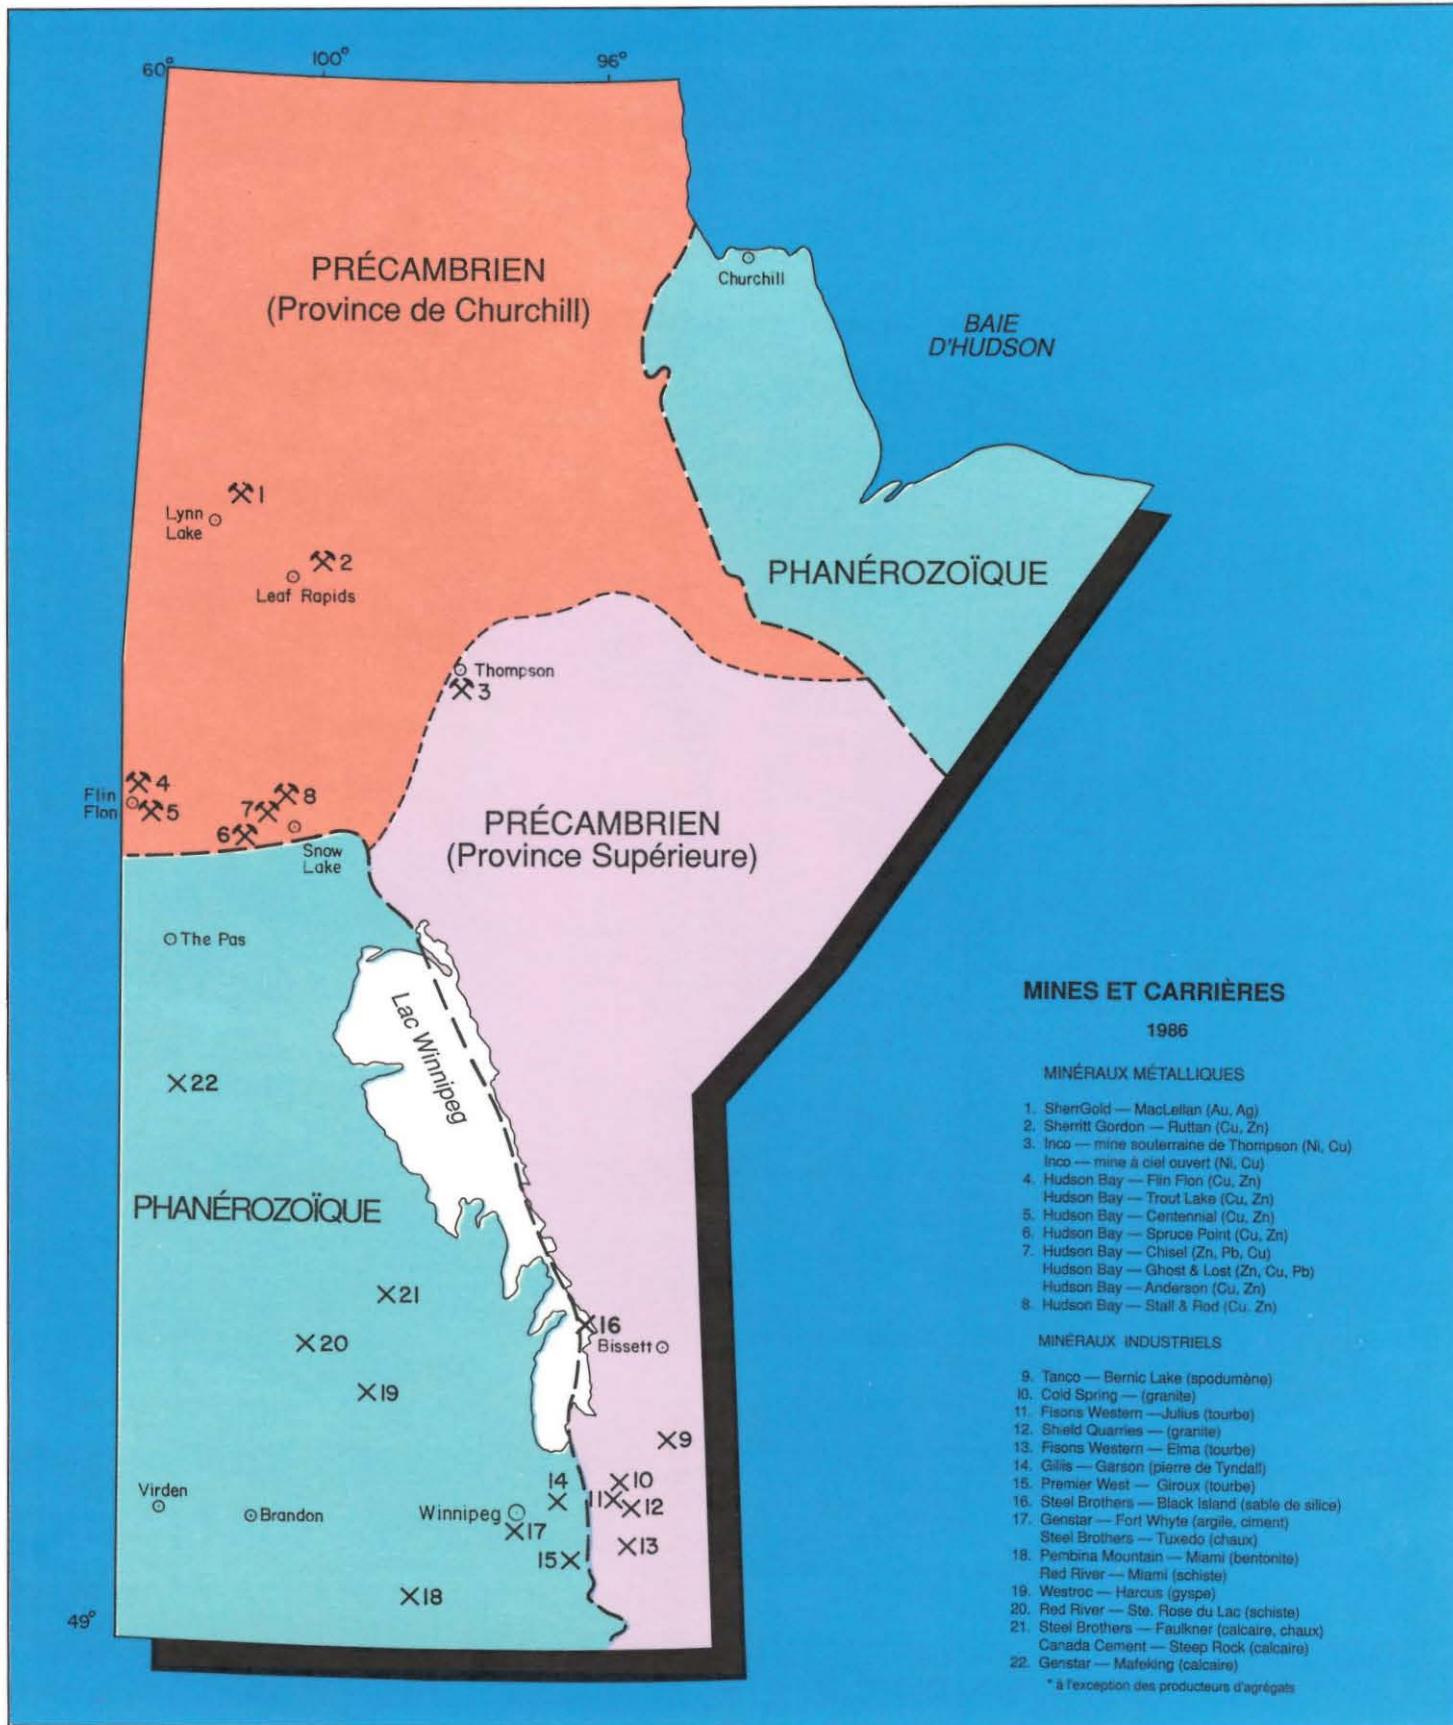 60°
100°
96°
PRÉCAMBRIEN
(Province de Churchill)
Churchill
BAIE
D'HUDSON
1
Lynn
Lake
2
Leaf Rapids
PHANÉROZOÏQUE
Thompson
3
4
Flin
Flon
5
8
7
6
Snow
Lake
PRÉCAMBRIEN
(Province Supérieure)
The Pas
Lac Winnipeg
22
PHANÉROZOÏQUE
21
16
20
Bissett
19
9
14
10
11
12
Virden
Brandon
Winnipeg
17
13
15
18
49°
MINES ET CARRIÈRES
1986
MINÉRAUX MÉTALLIQUES
1. SherrGold — MacLellan (Au, Ag)
2. Sherritt Gordon — Ruttan (Cu, Zn)
3. Inco — mine souterraine de Thompson (Ni, Cu)
Inco — mine à ciel ouvert (Ni, Cu)
4. Hudson Bay — Flin Flon (Cu, Zn)
Hudson Bay — Trout Lake (Cu, Zn)
5. Hudson Bay — Centennial (Cu, Zn)
6. Hudson Bay — Spruce Point (Cu, Zn)
7. Hudson Bay — Chisel (Zn, Pb, Cu)
Hudson Bay — Ghost & Lost (Zn, Cu, Pb)
Hudson Bay — Anderson (Cu, Zn)
8. Hudson Bay — Stall & Rod (Cu, Zn)
MINÉRAUX INDUSTRIELS
9. Tanco — Bernic Lake (spodumène)
10. Cold Spring — (granite)
11. Fisons Western — Julius (tourbe)
12. Shield Quarries — (granite)
13. Fisons Western — Elma (tourbe)
14. Gillis — Garson (pierre de Tyndall)
15. Premier West — Giroux (tourbe)
16. Steel Brothers — Black Island (sable de silice)
17. Genstar — Fort Whyte (argile, ciment)
Steel Brothers — Tuxedo (chaux)
18. Pembina Mountain — Miami (bentonite)
Red River — Miami (schiste)
19. Westroc — Harcus (gyspe)
20. Red River — Ste. Rose du Lac (schiste)
21. Steel Brothers — Faulkner (calcaire, chaux)
Canada Cement — Steep Rock (calcaire)
22. Genstar — Mafeking (calcaire)
* à l'exception des producteurs d'agrégats